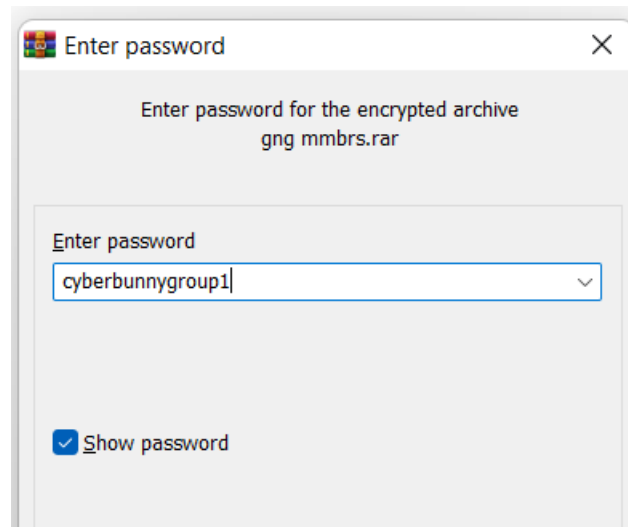 Enter password
Enter password for the encrypted archive
gng mmbrs.rar
Enter password
cyberbunnygroup1
Show password